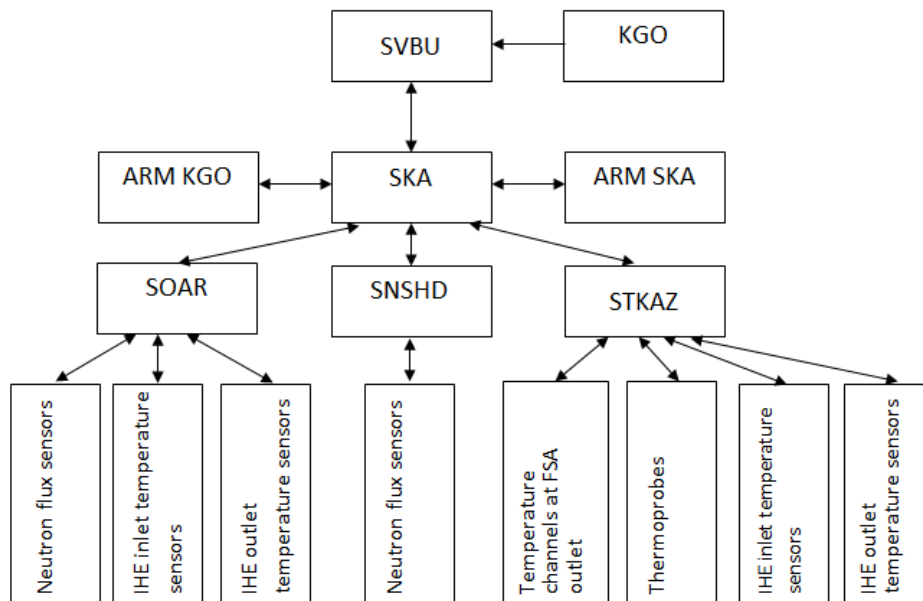 SVBU
KGO
ARM KGO
SKA
ARM SKA
SOAR
SNSHD
STKAZ
Neutron flux sensors
IHE inlet temperature
sensors
IHE outlet
temperature sensors
Neutron flux sensors
Temperature
channels at FSA
outlet
Thermoprobes
IHE inlet temperature
sensors
IHE outlet
temperature sensors